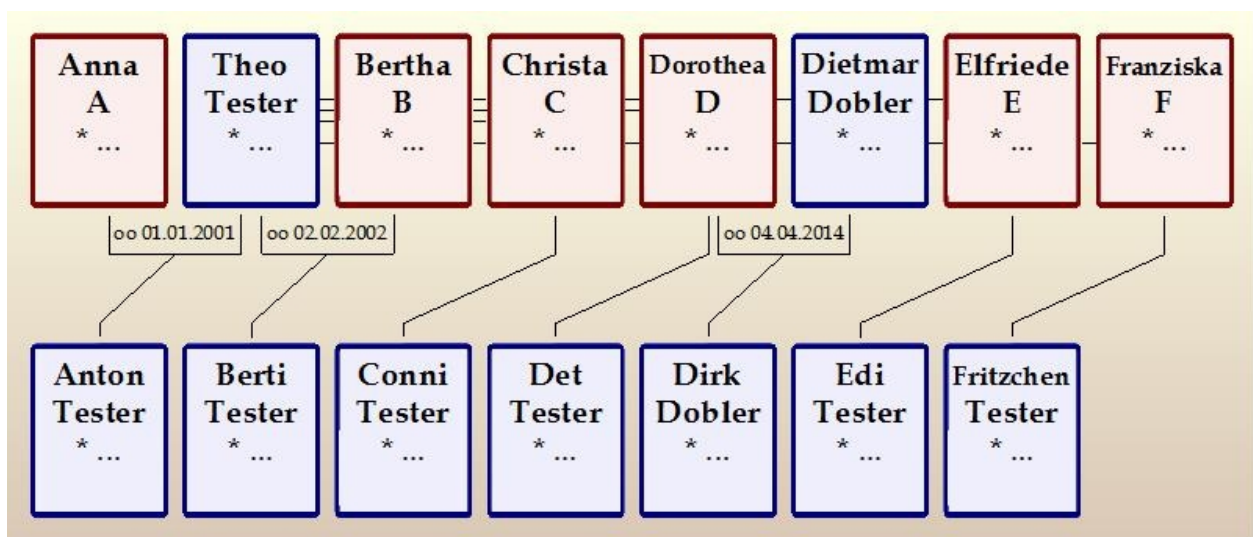 Anna
A
* ...
Theo
Tester
* ...
Bertha
B
* ...
Christa
C
* ...
Dorothea
D
* ...
Dietmar
Dobler
* ...
Elfriede
E
* ...
Franziska
F
* ...
oo 01.01.2001
oo 02.02.2002
oo 04.04.2014
Anton
Tester
* ...
Berti
Tester
* ...
Conni
Tester
* ...
Det
Tester
* ...
Dirk
Dobler
* ...
Edi
Tester
* ...
Fritzchen
Tester
* ...